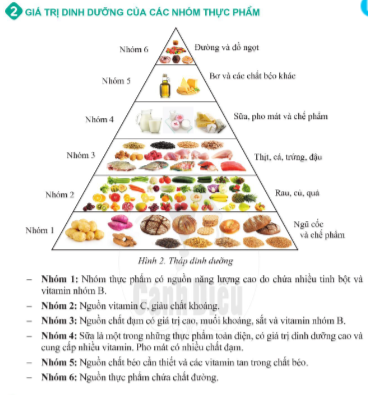 2 GIÁ TRỊ DINH DƯỠNG CỦA CÁC NHÓM THỰC PHẨM
Nhóm 6 Đường và đồ ngọt
Nhóm 5 Bơ và các chất béo khác
Nhóm 4 Sữa, pho mát và chế phẩm
Nhóm 3 Thịt, cá, trứng, đậu
Nhóm 2 Rau, củ, quả
Nhóm 1 Ngũ cốc
và chế phẩm
Hình 2. Tháp dinh dưỡng
Cánh Diều
– Nhóm 1: Nhóm thực phẩm có nguồn năng lượng cao do chứa nhiều tinh bột và
vitamin nhóm B.
– Nhóm 2: Nguồn vitamin C, giàu chất khoáng.
– Nhóm 3: Nguồn chất đạm có giá trị cao, muối khoáng, sắt và vitamin nhóm B.
– Nhóm 4: Sữa là một trong những thực phẩm toàn diện, có giá trị dinh dưỡng cao và
cung cấp nhiều vitamin. Pho mát có nhiều chất đạm.
– Nhóm 5: Nguồn chất béo cần thiết và các vitamin tan trong chất béo.
– Nhóm 6: Nguồn thực phẩm chứa chất đường.